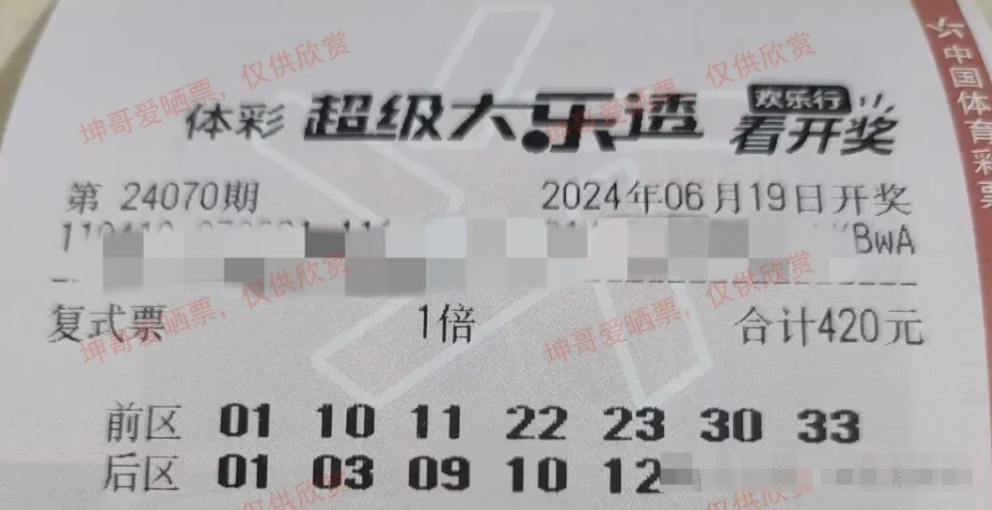 体彩 超级大乐透 欢乐行 看开奖
中国体育彩票
第 24070期 2024年06月19日开奖
BwA
复式票 1倍 合计420元
前区 01 10 11 22 23 30 33
后区 01 03 09 10 12
坤哥爱晒票，仅供欣赏
坤哥爱晒票，仅供欣赏
坤哥爱晒票，仅供欣赏
坤哥爱晒票，仅供欣赏
仅供欣赏
仅供欣赏